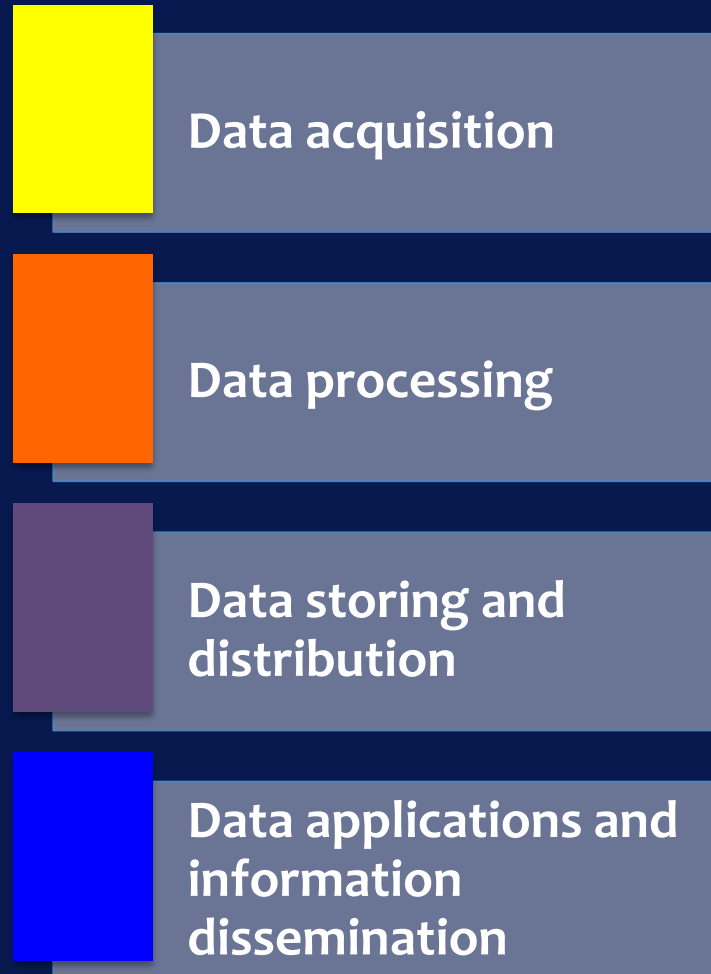 Data acquisition
Data processing
Data storing and
distribution
Data applications and
information
dissemination